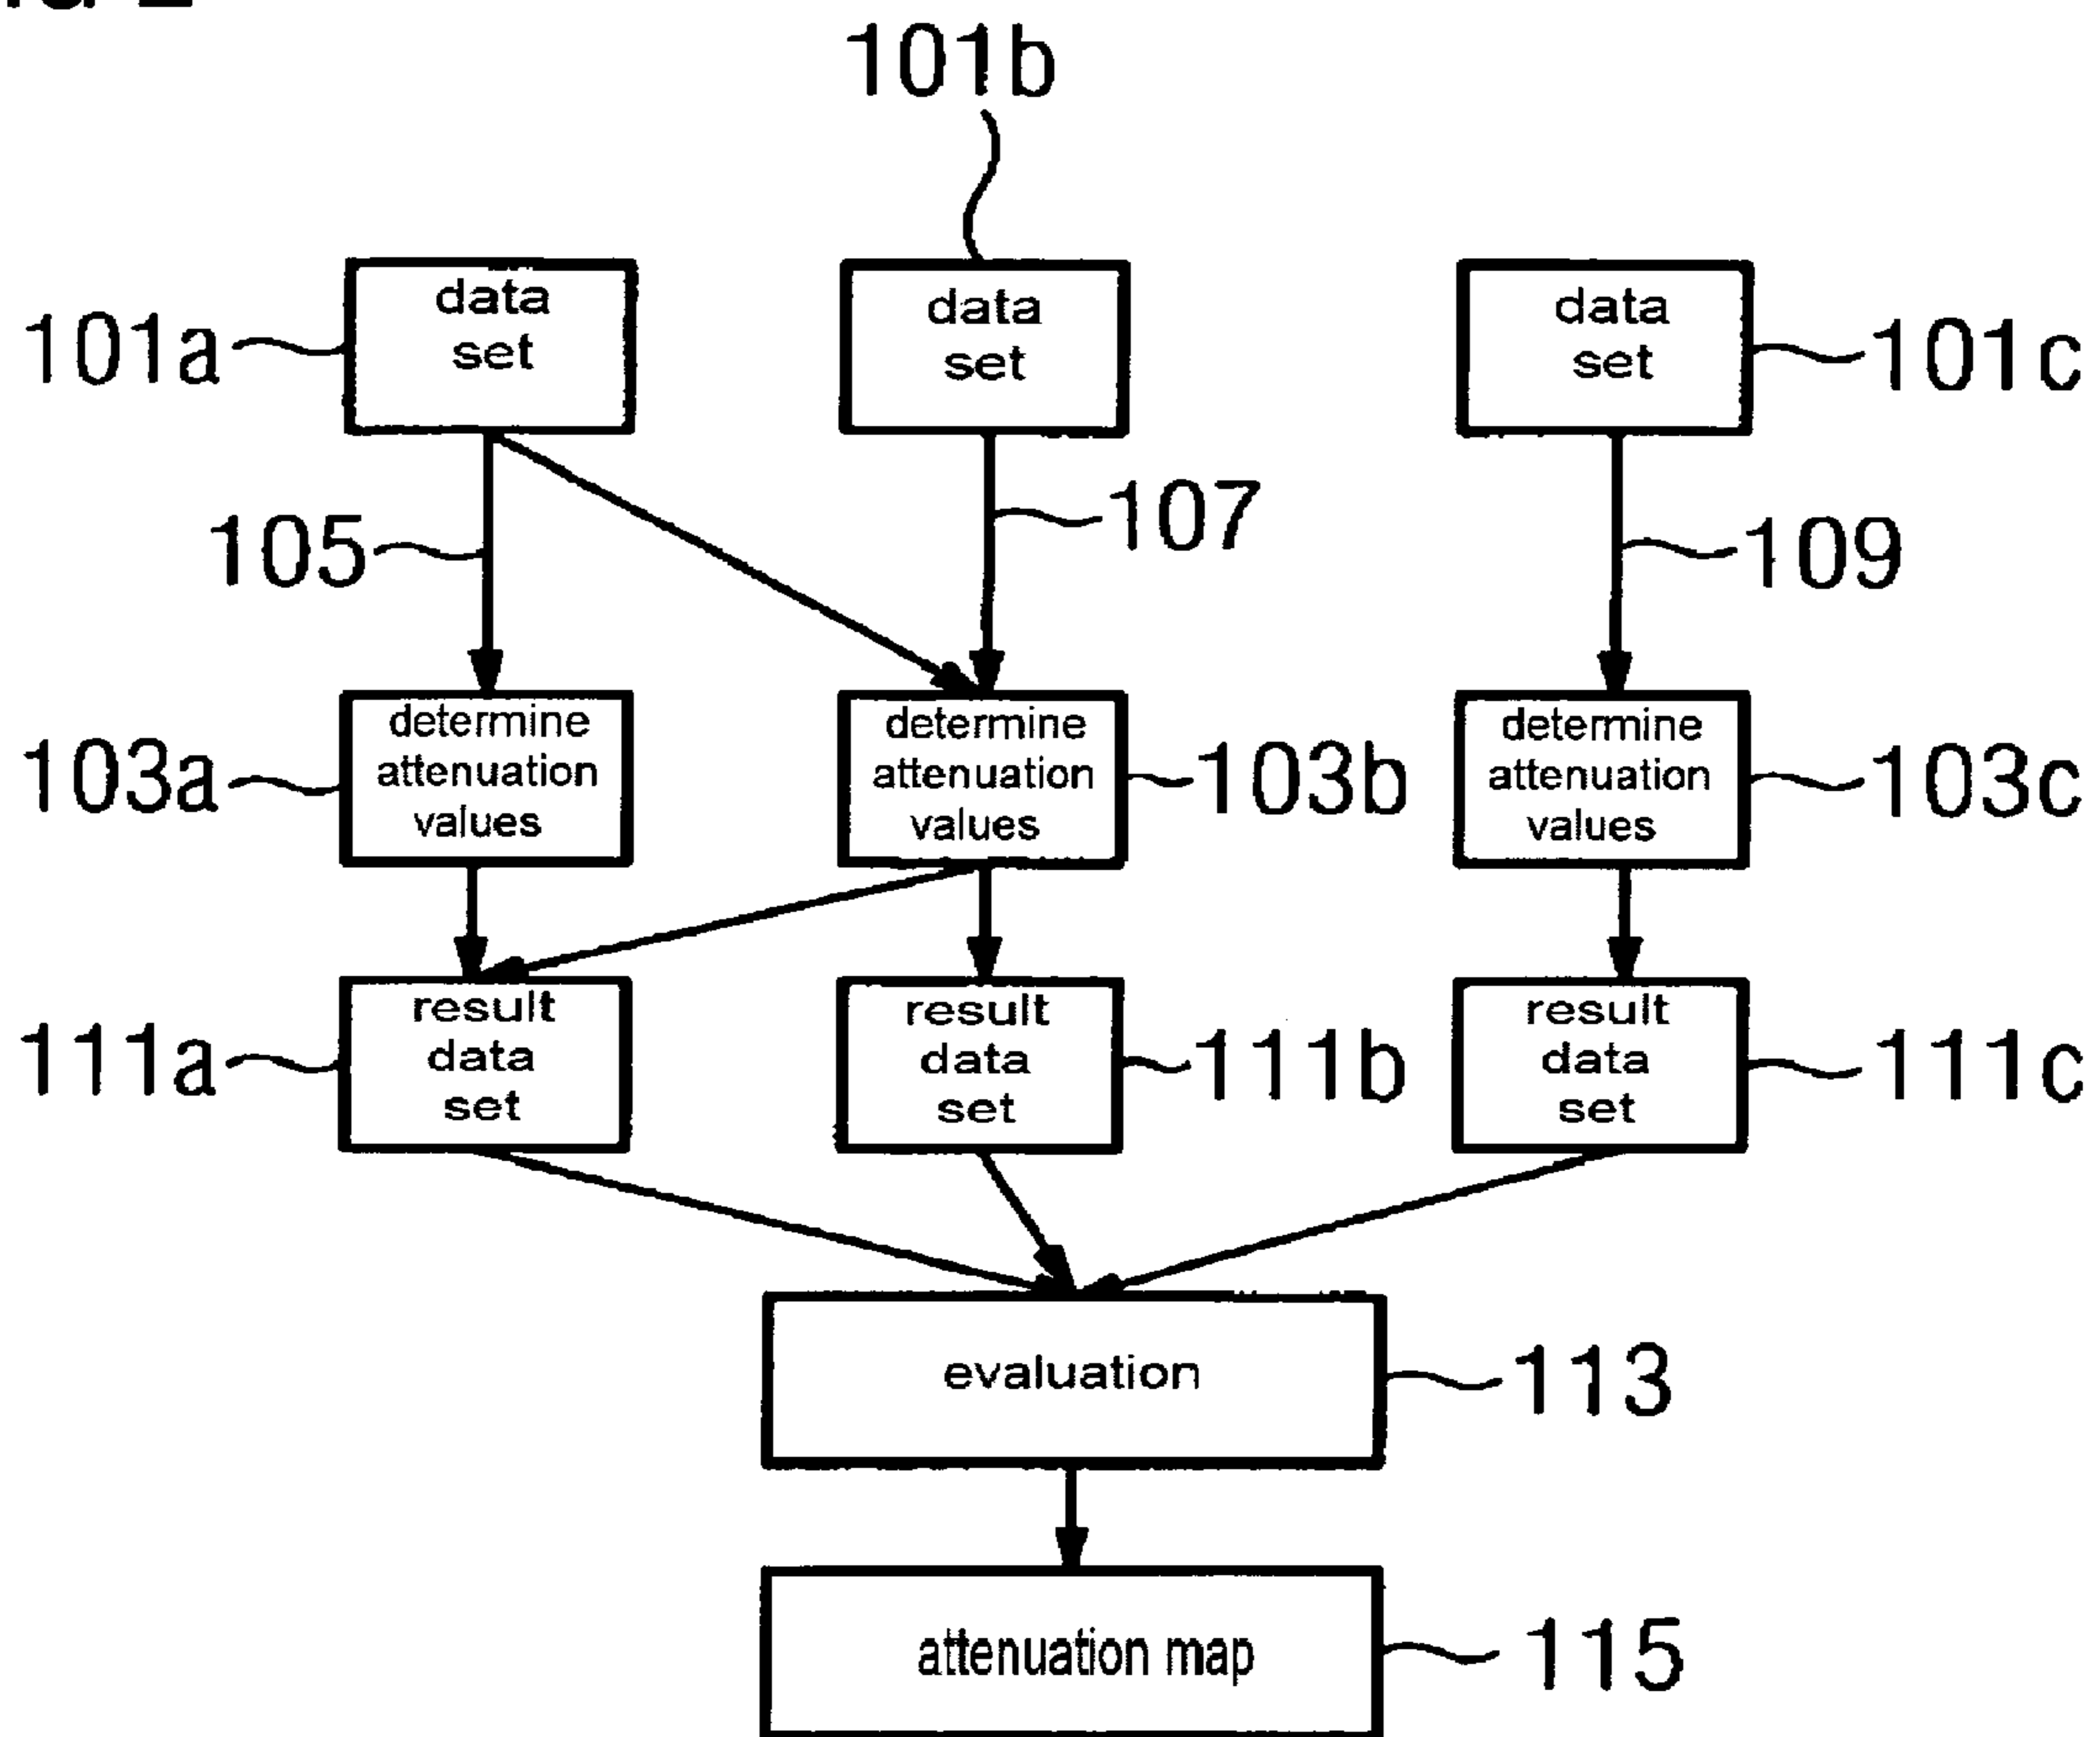 101b
data
set
data
set
data
set
101a
101c
107
105
109
determine
attenuation
values
determine
attenuation
values
determine
attenuation
values
103a
103b
103c
result
data
set
result
data
set
result
data
set
111a
111b
111c
evaluation
113
attenuation map
115